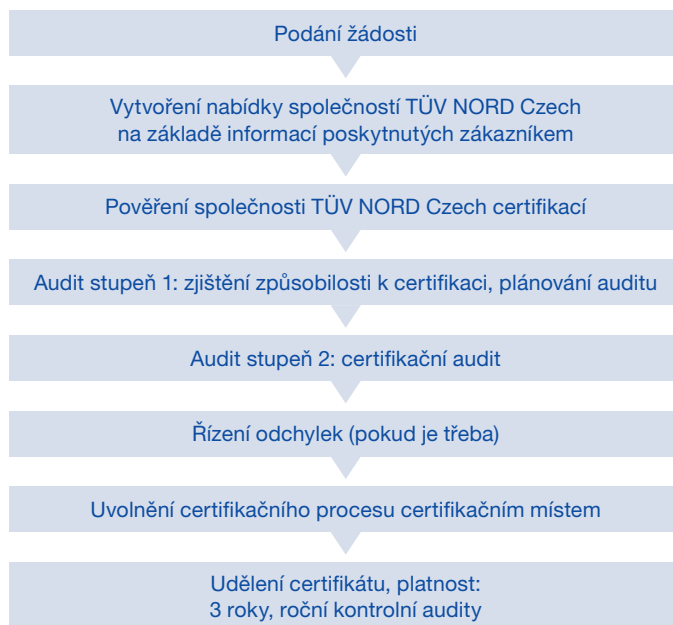 Podání žádosti
Vytvoření nabídky společností TÜV NORD Czech
na základě informací poskytnutých zákazníkem
Pověření společnosti TÜV NORD Czech certifikací
Audit stupeň 1: zjištění způsobilosti k certifikaci, plánování auditu
Audit stupeň 2: certifikační audit
Řízení odchylek (pokud je třeba)
Uvolnění certifikačního procesu certifikačním místem
Udělení certifikátu, platnost:
3 roky, roční kontrolní audity